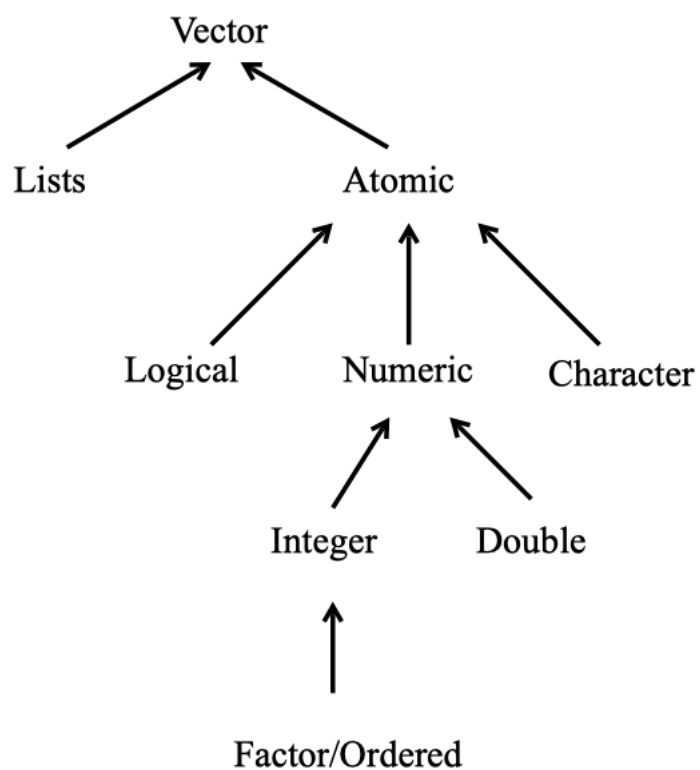 Vector
Lists Atomic
Logical Numeric Character
Integer Double
Factor/Ordered